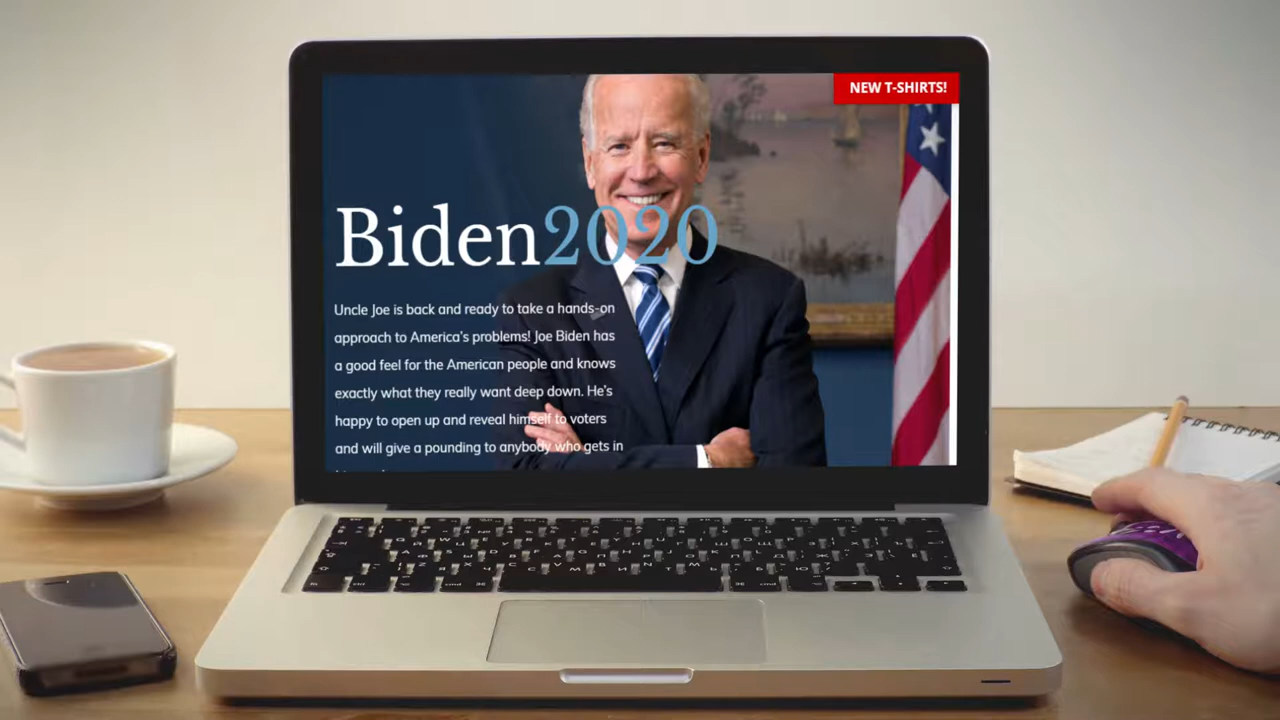 NEW T-SHIRTS!
Biden2020
Uncle Joe is back and ready to take a hands-on
approach to America's problems! Joe Biden has
a good feel for the American people and knows
exactly what they really want deep down. He's
happy to open up and reveal himself to voters
and will give a pounding to anybody who gets in